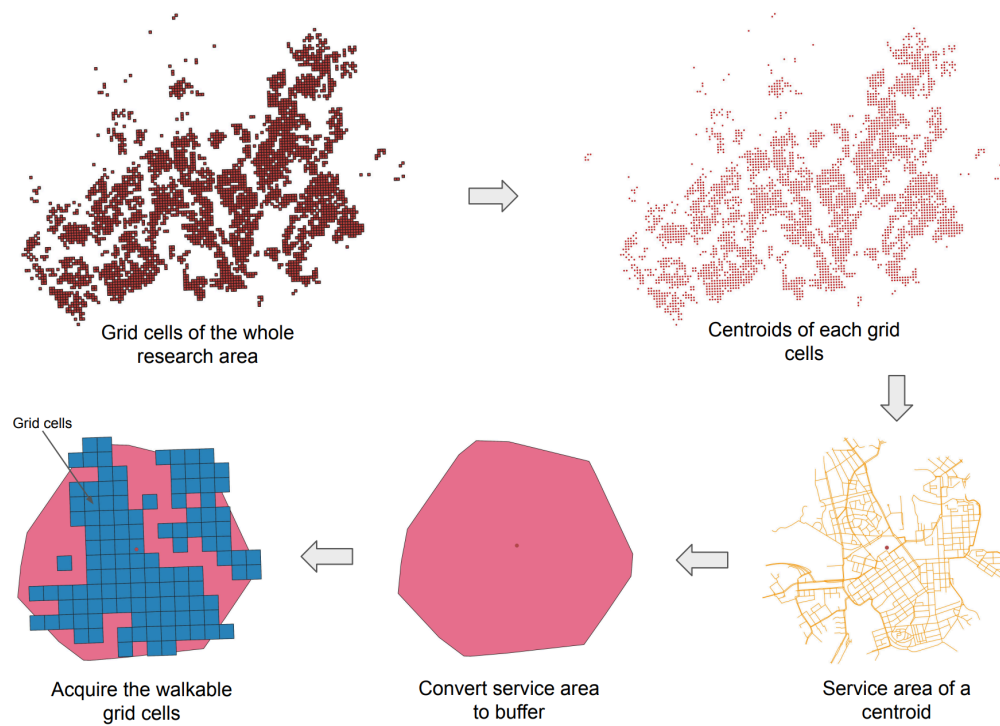 Grid cells of the whole
research area
Centroids of each grid
cells
Grid cells
Acquire the walkable
grid cells
Convert service area
to buffer
Service area of a
centroid